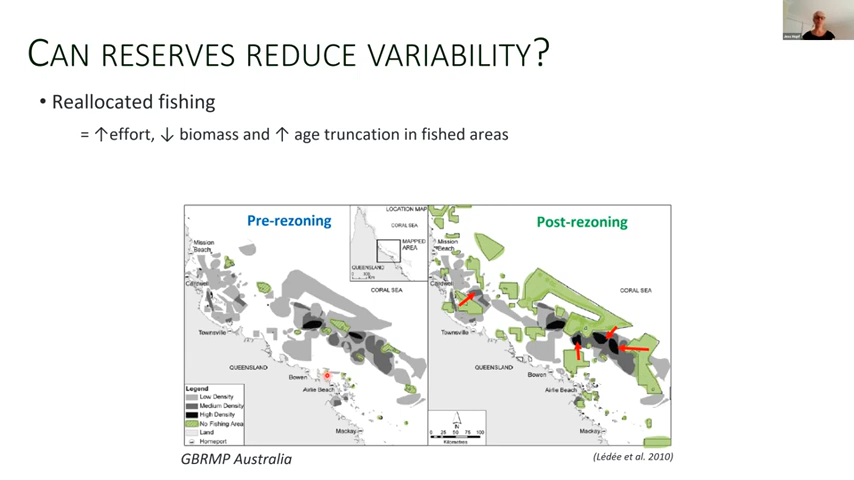 CAN RESERVES REDUCE VARIABILITY?
• Reallocated fishing
= ↑effort, ↓ biomass and ↑ age truncation in fished areas
Pre-rezoning
LOCATION MAP
CORAL SEA
MAPPED
AREA
QUEENSLAND
Mission
Beach
Cardwell
CORAL SEA
Townsville
QUEENSLAND
Bowen
Airlie Beach
Mackay
Legend
Low Density
Medium Density
High Density
No Fishing Area
Land
Homeport
Post-rezoning
Mission
Beach
Cardwell
CORAL SEA
Townsville
QUEENSLAND
Bowen
Airlie Beach
Mackay
N
0 25 50 75 100
Kilometres
GBRMP Australia
(Lédée et al. 2010)